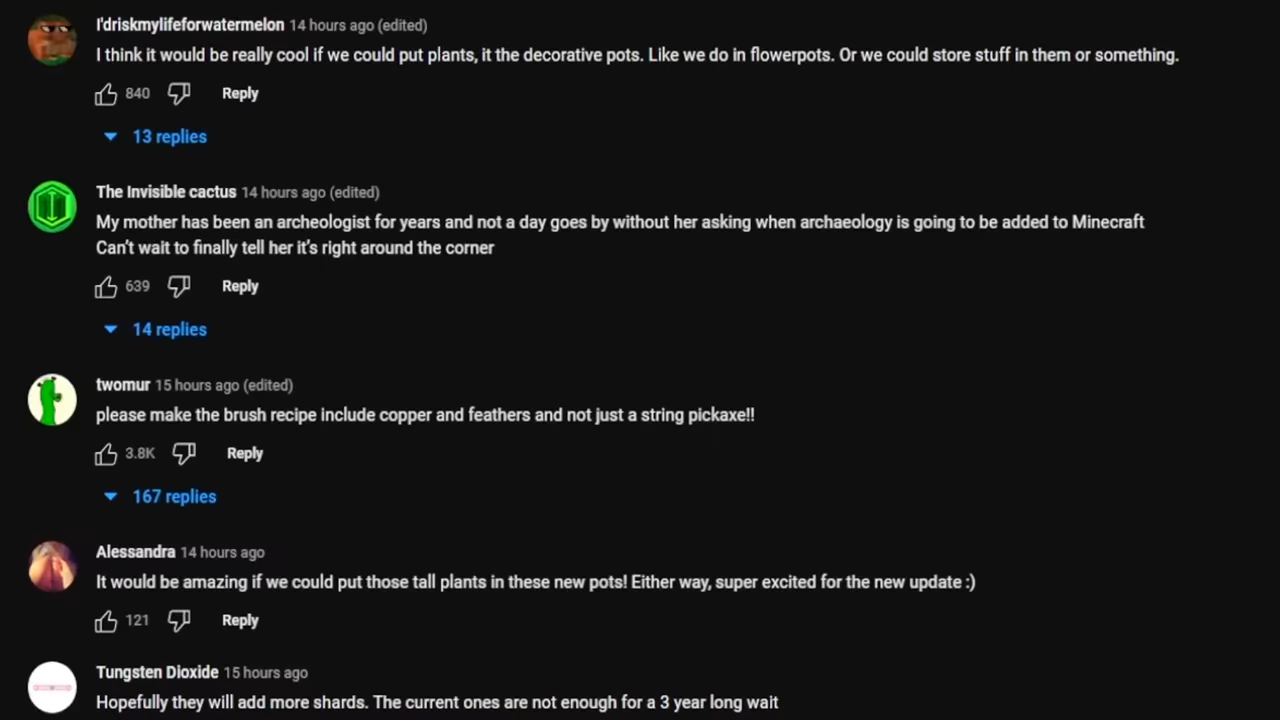 I'driskmylifeforwatermelon 14 hours ago (edited)
I think it would be really cool if we could put plants, it the decorative pots. Like we do in flowerpots. Or we could store stuff in them or something.
840 Reply
13 replies
The Invisible cactus 14 hours ago (edited)
My mother has been an archeologist for years and not a day goes by without her asking when archaeology is going to be added to Minecraft
Can't wait to finally tell her it's right around the corner
639 Reply
14 replies
twomur 15 hours ago (edited)
please make the brush recipe include copper and feathers and not just a string pickaxe!!
3.8K Reply
167 replies
Alessandra 14 hours ago
It would be amazing if we could put those tall plants in these new pots! Either way, super excited for the new update :)
121 Reply
Tungsten Dioxide 15 hours ago
Hopefully they will add more shards. The current ones are not enough for a 3 year long wait